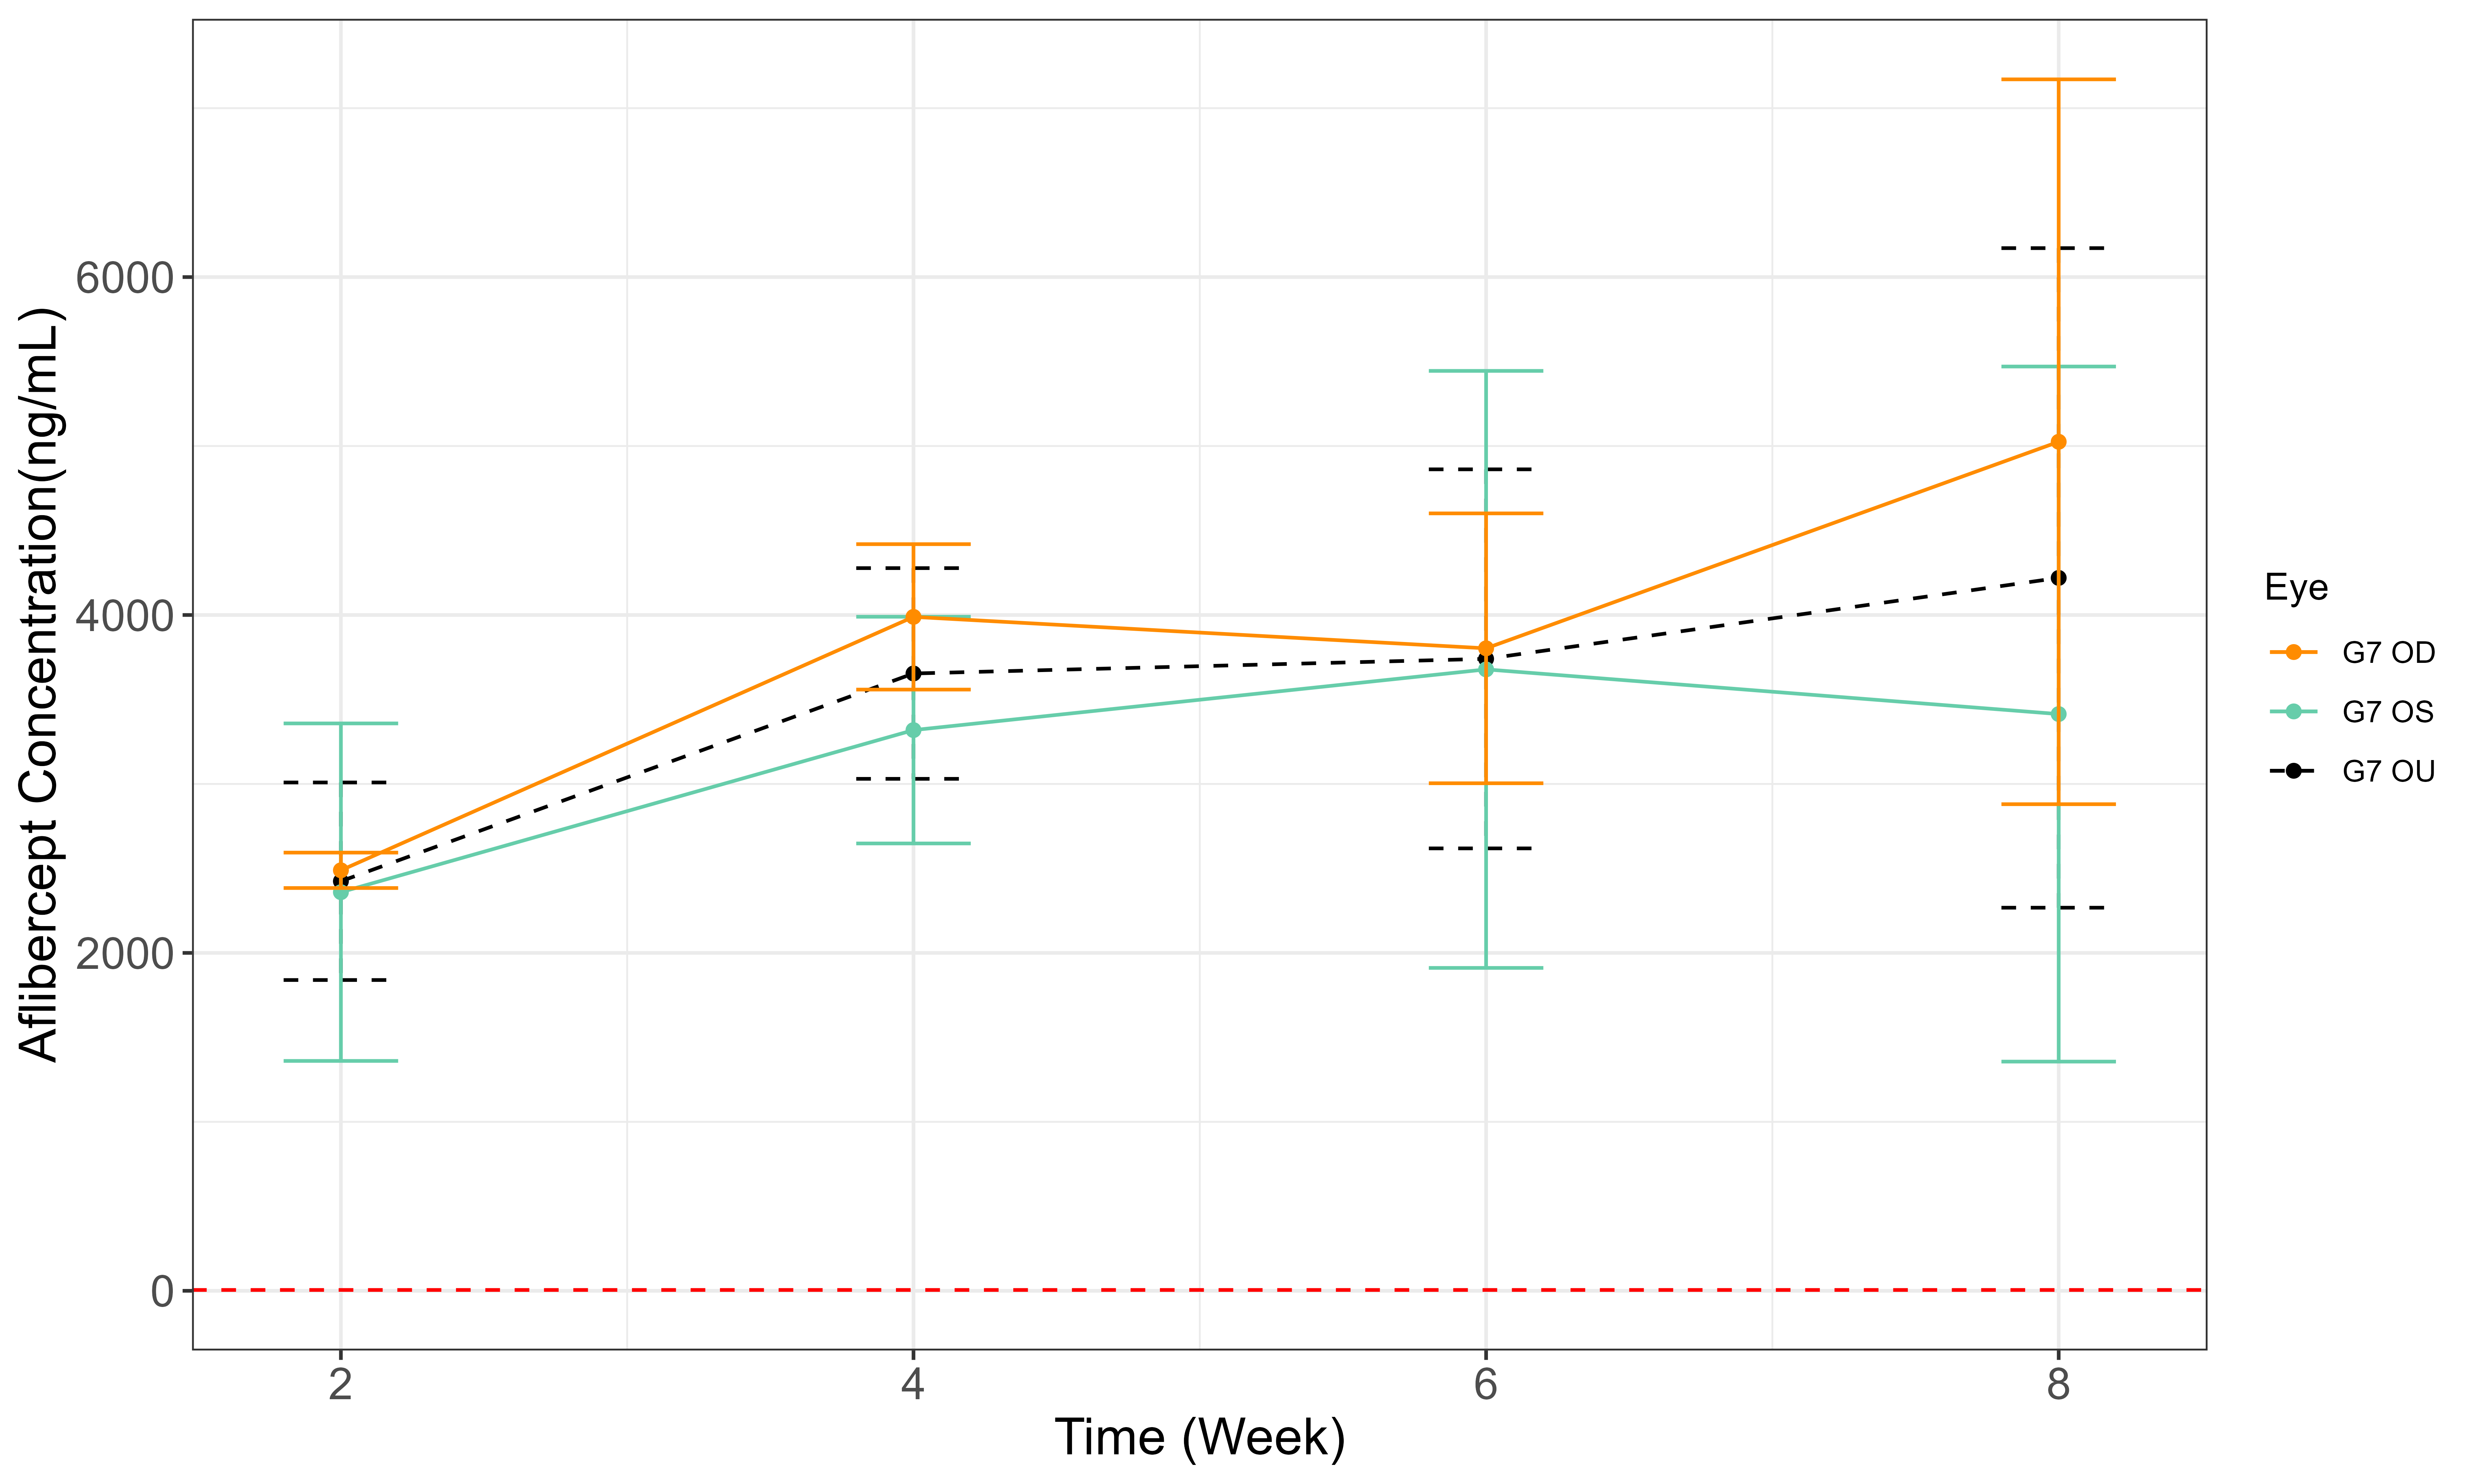 Aflibercept Concentration(ng/mL)
6000
4000
2000
0
2
4
6
8
Time (Week)
Eye
G7 OD
G7 OS
G7 OU